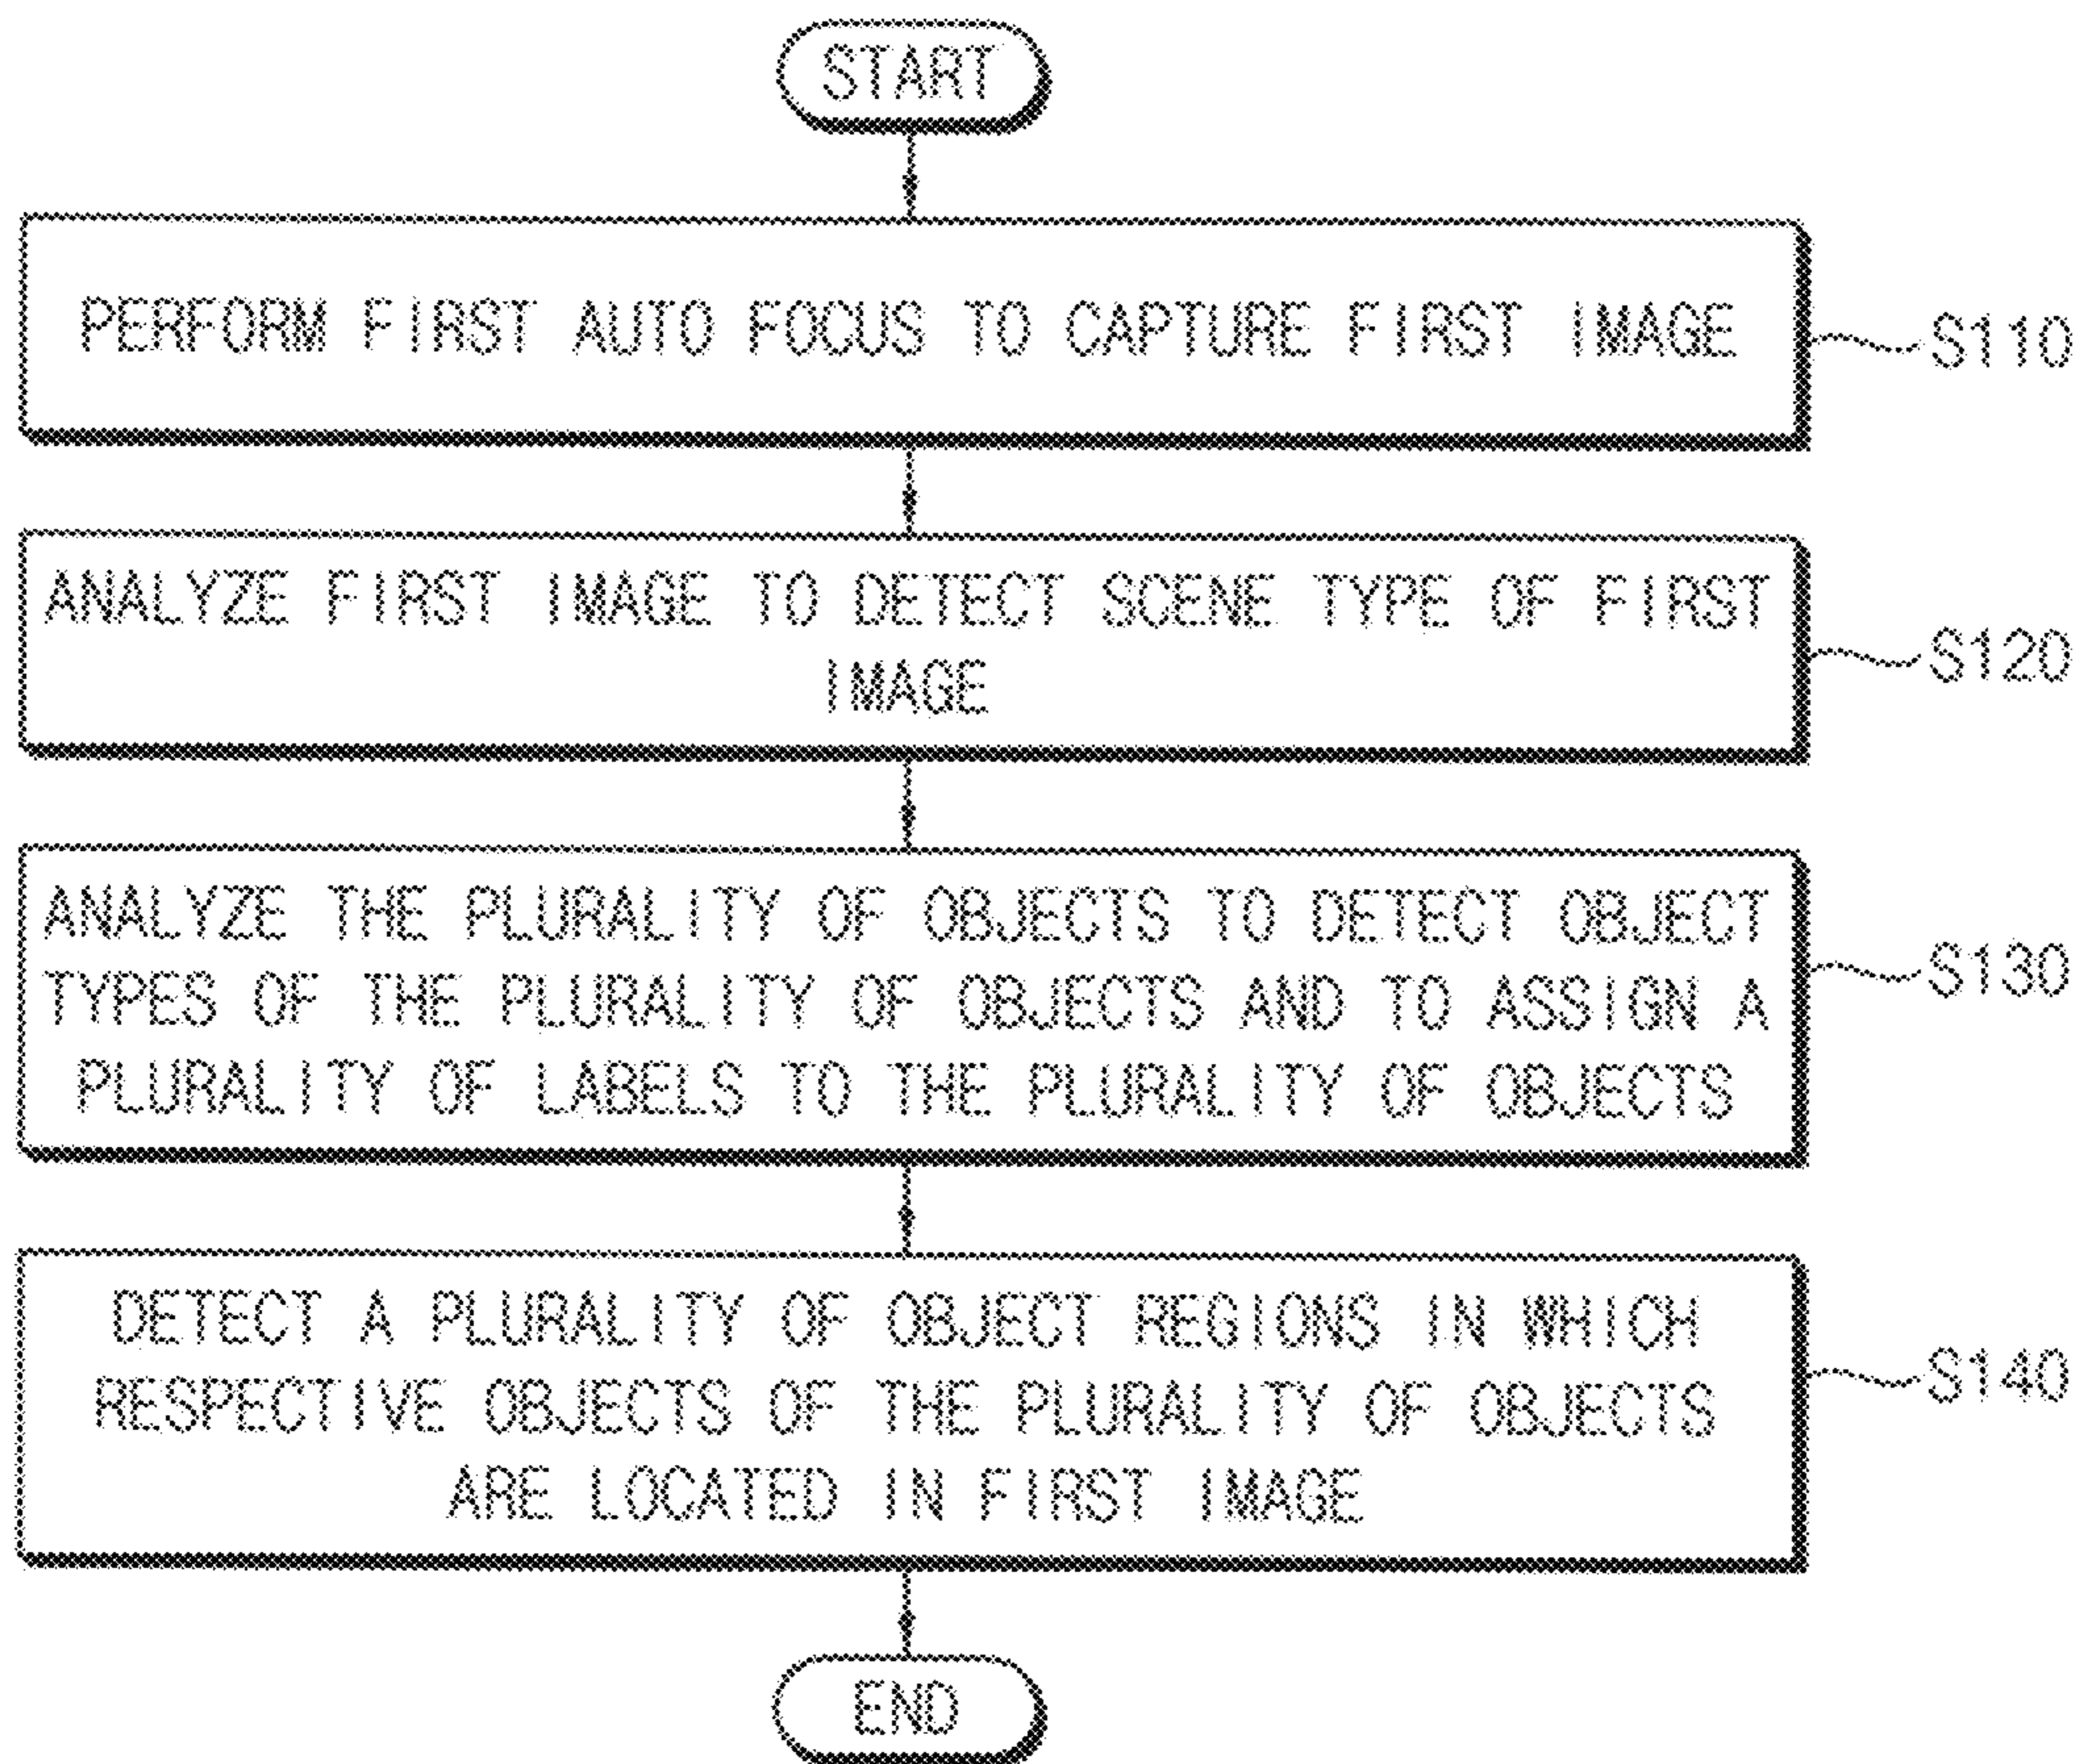 START
PERFORM FIRST AUTO FOCUS TO CAPTURE FIRST IMAGE
S110
ANALYZE FIRST IMAGE TO DETECT SCENE TYPE OF FIRST
IMAGE
S120
ANALYZE THE PLURALITY OF OBJECTS TO DETECT OBJECT
TYPES OF THE PLURALITY OF OBJECTS AND TO ASSIGN A
PLURALITY OF LABELS TO THE PLURALITY OF OBJECTS
S130
DETECT A PLURALITY OF OBJECT REGIONS IN WHICH
RESPECTIVE OBJECTS OF THE PLURALITY OF OBJECTS
ARE LOCATED IN FIRST IMAGE
S140
END